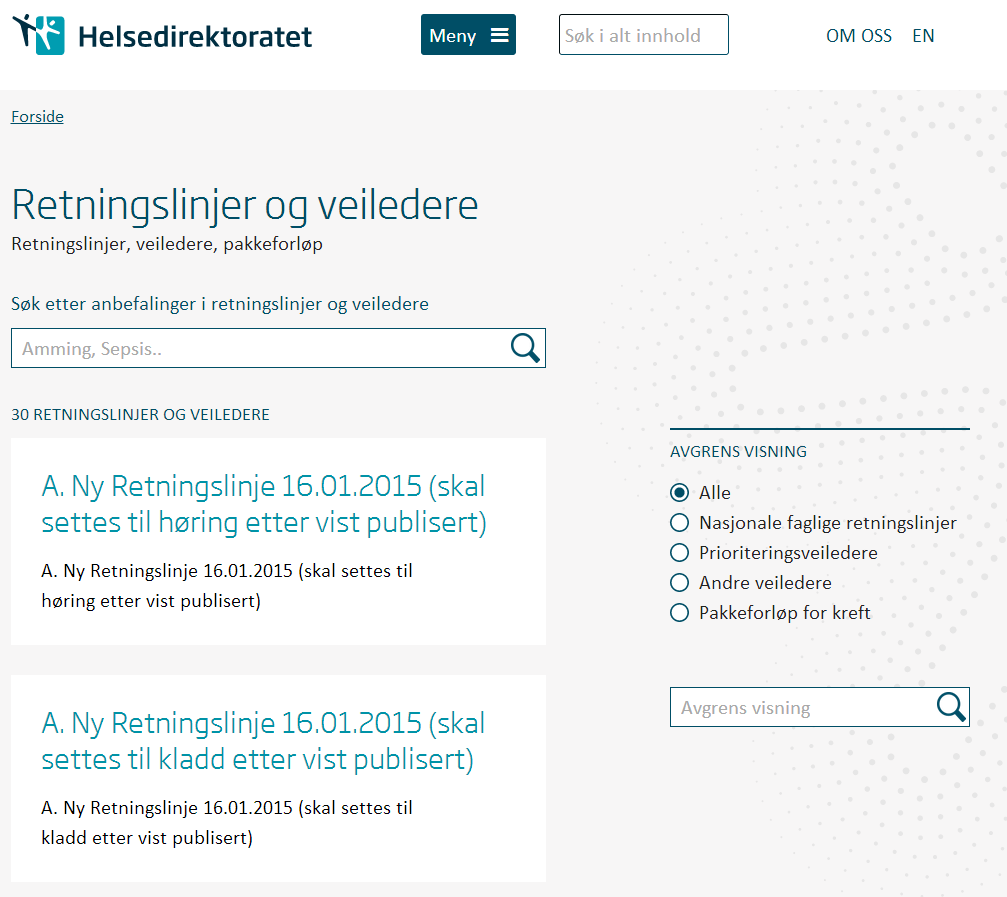 Helsedirektoratet
Meny
Søk i alt innhold
OM OSS
EN
Forside
Retningslinjer og veiledere
Retningslinjer, veiledere, pakkeforløp
Søk etter anbefalinger i retningslinjer og veiledere
Amming, Sepsis..
30 RETNINGSLINJER OG VEILEDERE
A. Ny Retningslinje 16.01.2015 (skal
settes til høring etter vist publisert)
A. Ny Retningslinje 16.01.2015 (skal settes til
høring etter vist publisert)
A. Ny Retningslinje 16.01.2015 (skal
settes til kladd etter vist publisert)
A. Ny Retningslinje 16.01.2015 (skal settes til
kladd etter vist publisert)
AVGRENS VISNING
Alle
Nasjonale faglige retningslinjer
Prioriteringsveiledere
Andre veiledere
Pakkeforløp for kreft
Avgrens visning